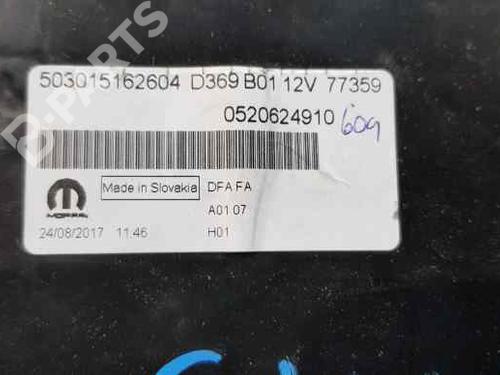 503015162604 D369 B01 12V 77359
0520624910 609
Made in Slovakia DFA FA
MOPAR A01 07
24/08/2017 11:46 H01
D-PARTS